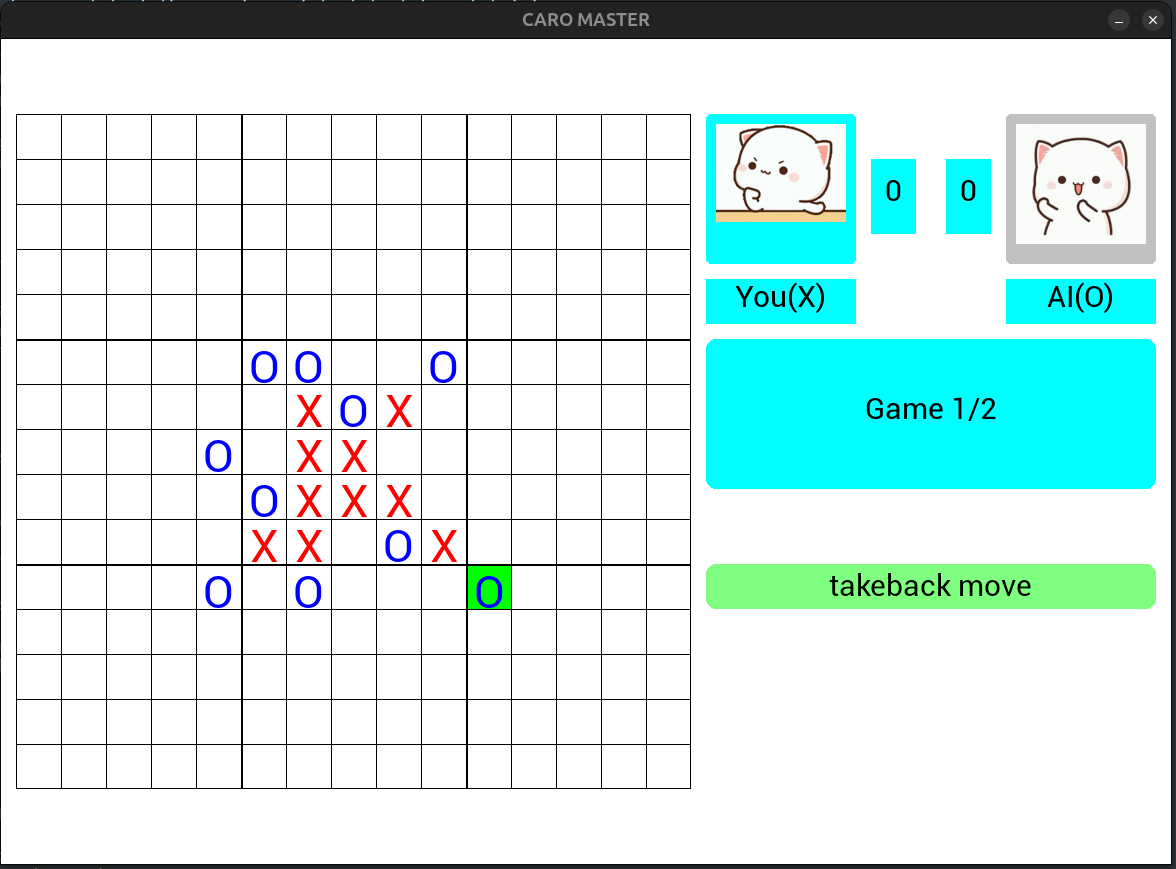 CARO MASTER
0 0
You(X) AI(O)
O O O
X O X
Game 1/2
O X X
O X X X
X X O X
O O O
takeback move